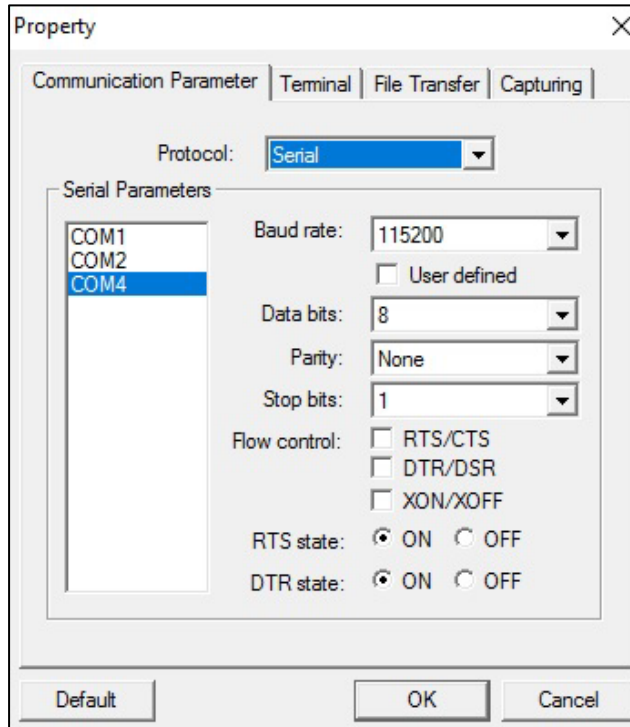 Property
Communication Parameter Terminal File Transfer Capturing
Protocol: Serial
Serial Parameters
COM1
COM2
COM4
Baud rate: 115200
User defined
Data bits: 8
Parity: None
Stop bits: 1
Flow control: RTS/CTS
DTR/DSR
XON/XOFF
RTS state: ON OFF
DTR state: ON OFF
Default OK Cancel